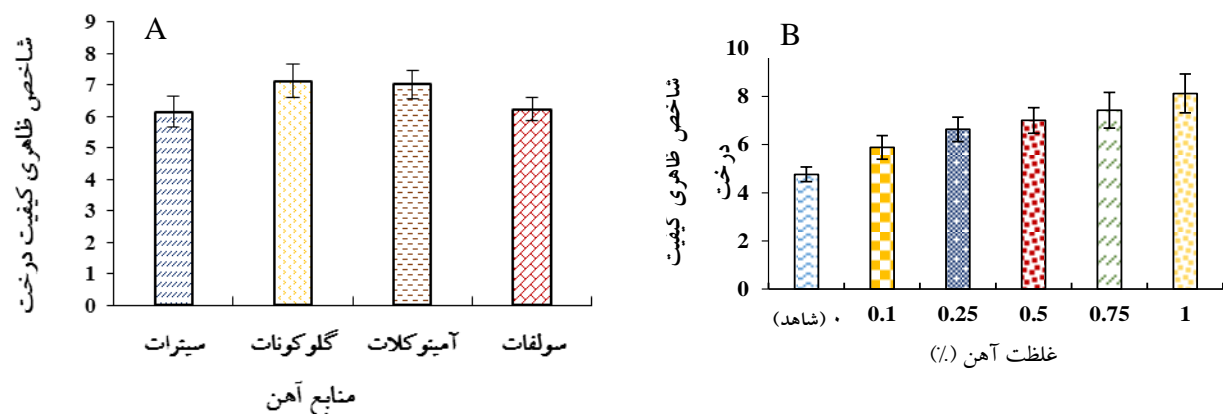 A
شاخص ظاهری کیفیت درخت
9
8
7
6
5
4
3
2
1
0
سیترات گلوکونات آمینوکلات سولفات
منابع آهن
B
شاخص ظاهری کیفیت
درخت
10
8
6
4
2
0
۰ (شاهد) 0.1 0.25 0.5 0.75 1
غلظت آهن (٪)